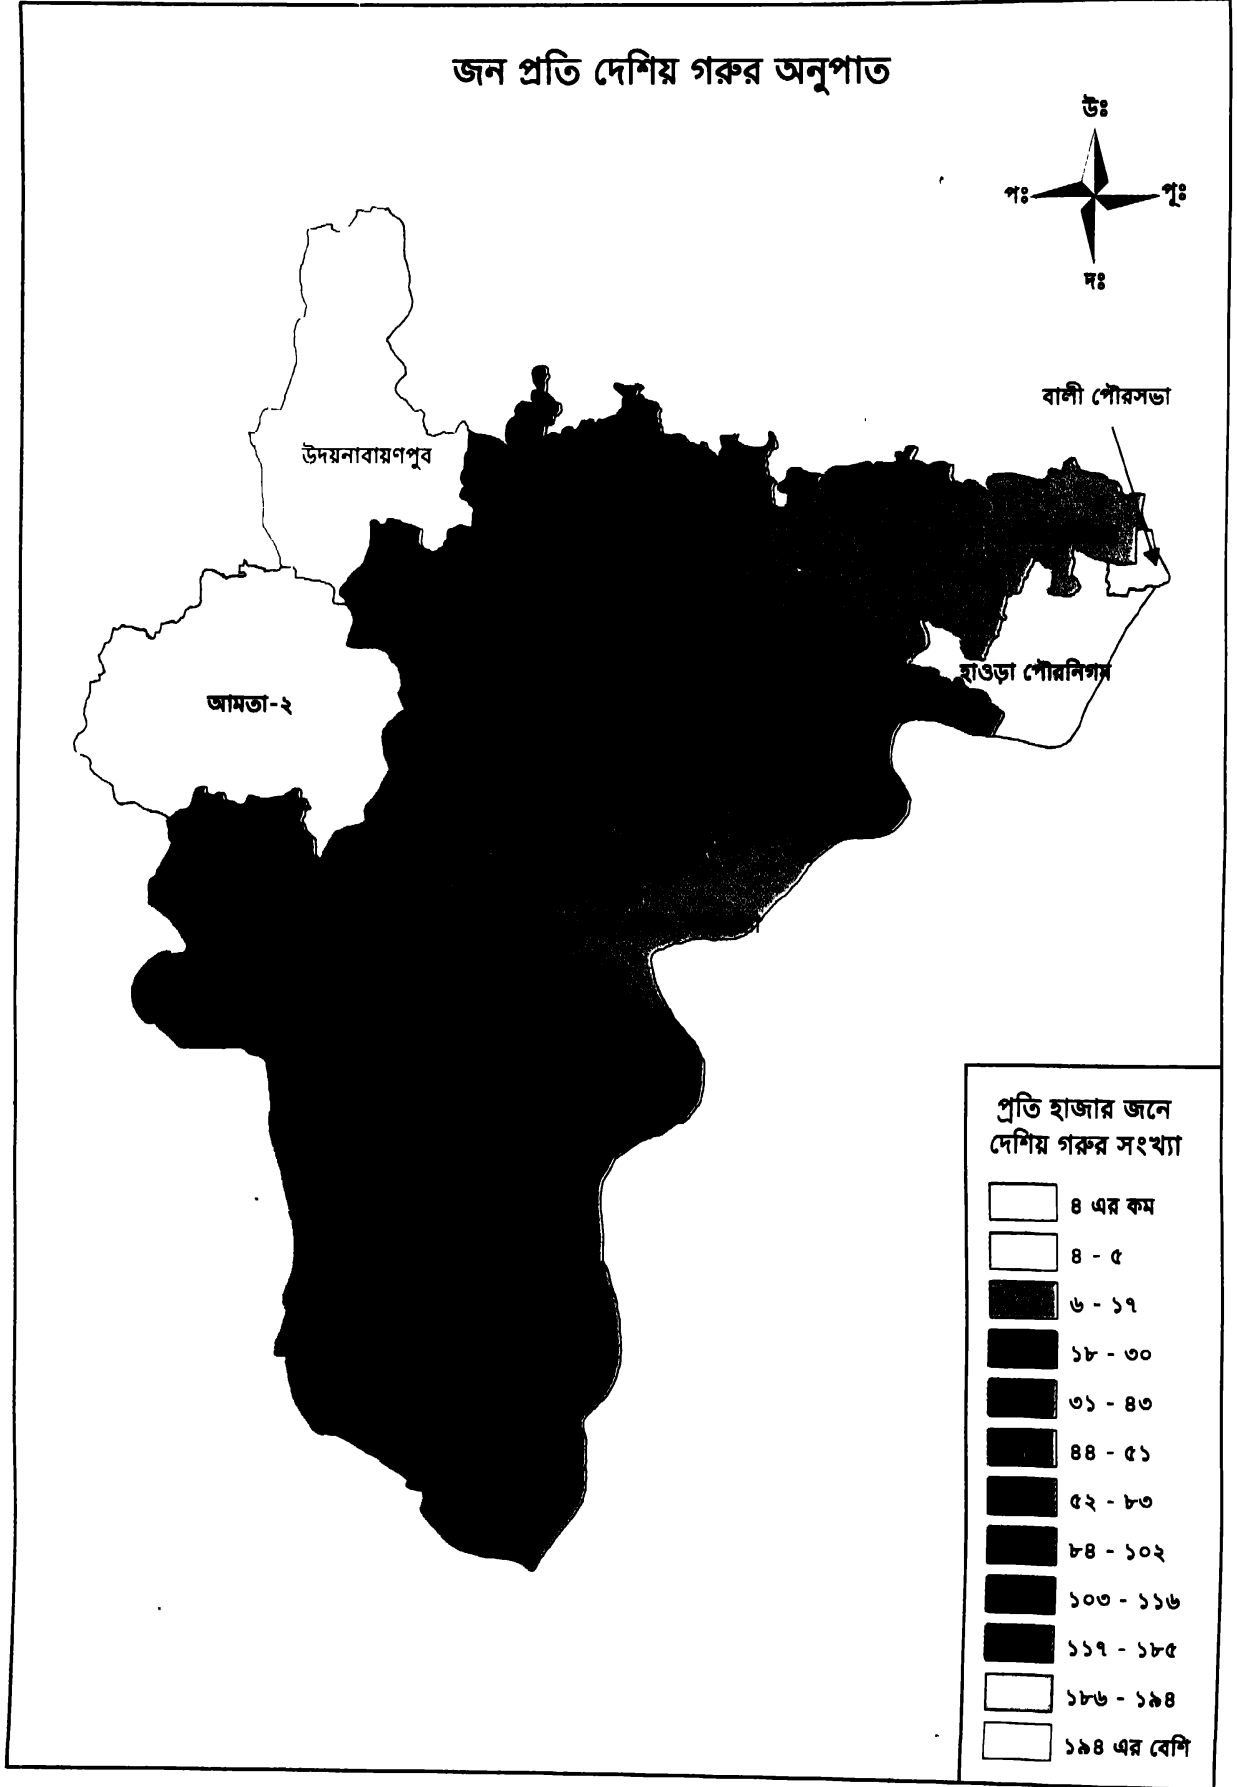 জন প্রতি দেশিয় গরুর অনুপাত
উঃ
পঃ
পূঃ
দঃ
বালী পৌরসভা
উদয়নাবায়ণপুব
হাওড়া পৌরনিগম
আমতা-২
প্রতি হাজার জনে
দেশিয় গরুর সংখ্যা
৪ এর কম
৪ - ৫
৬ - ১৭
১৮ - ৩০
৩১ - ৪৩
৪৪ - ৫১
৫২ - ৮৩
৮৪ - ১০২
১০৩ - ১১৬
১১৭ - ১৮৫
১৮৬ - ১৯৪
১৯৪ এর বেশি